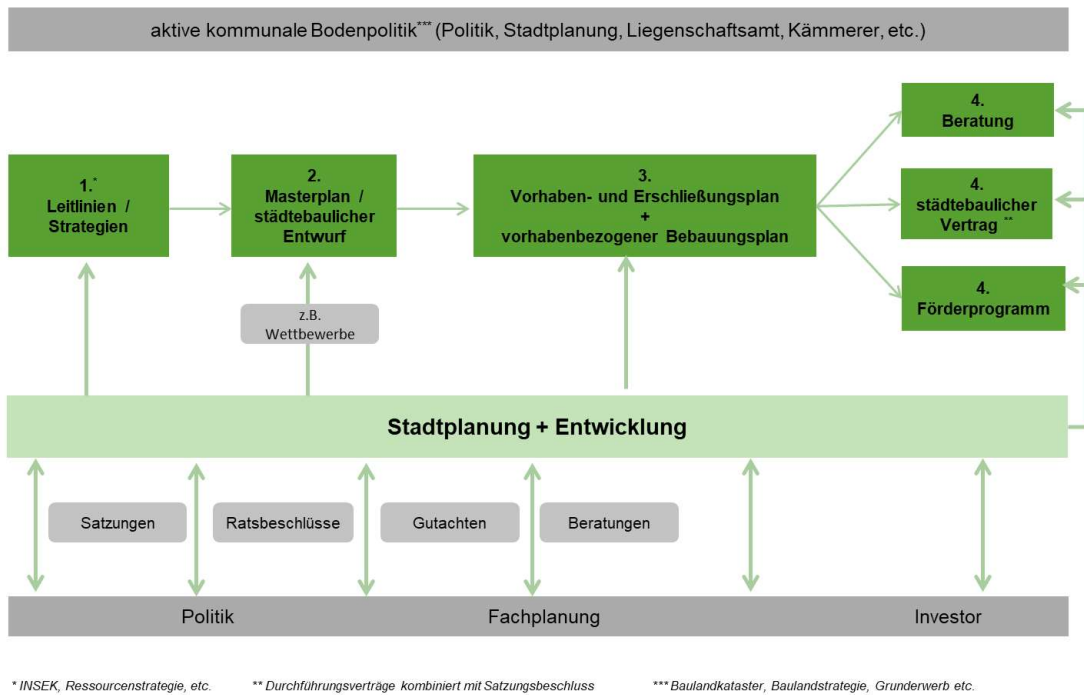 aktive kommunale Bodenpolitik*** (Politik, Stadtplanung, Liegenschaftsamt, Kämmerer, etc.)
1.*
Leitlinien /
Strategien
2.
Masterplan /
städtebaulicher
Entwurf
3.
Vorhaben- und Erschließungsplan
+
vorhabenbezogener Bebauungsplan
4.
Beratung
4.
städtebaulicher
Vertrag **
4.
Förderprogramm
z.B.
Wettbewerbe
Stadtplanung + Entwicklung
Satzungen
Ratsbeschlüsse
Gutachten
Beratungen
Politik
Fachplanung
Investor
* INSEK, Ressourcenstrategie, etc.
** Durchführungsverträge kombiniert mit Satzungsbeschluss
*** Baulandkataster, Baulandstrategie, Grunderwerb etc.